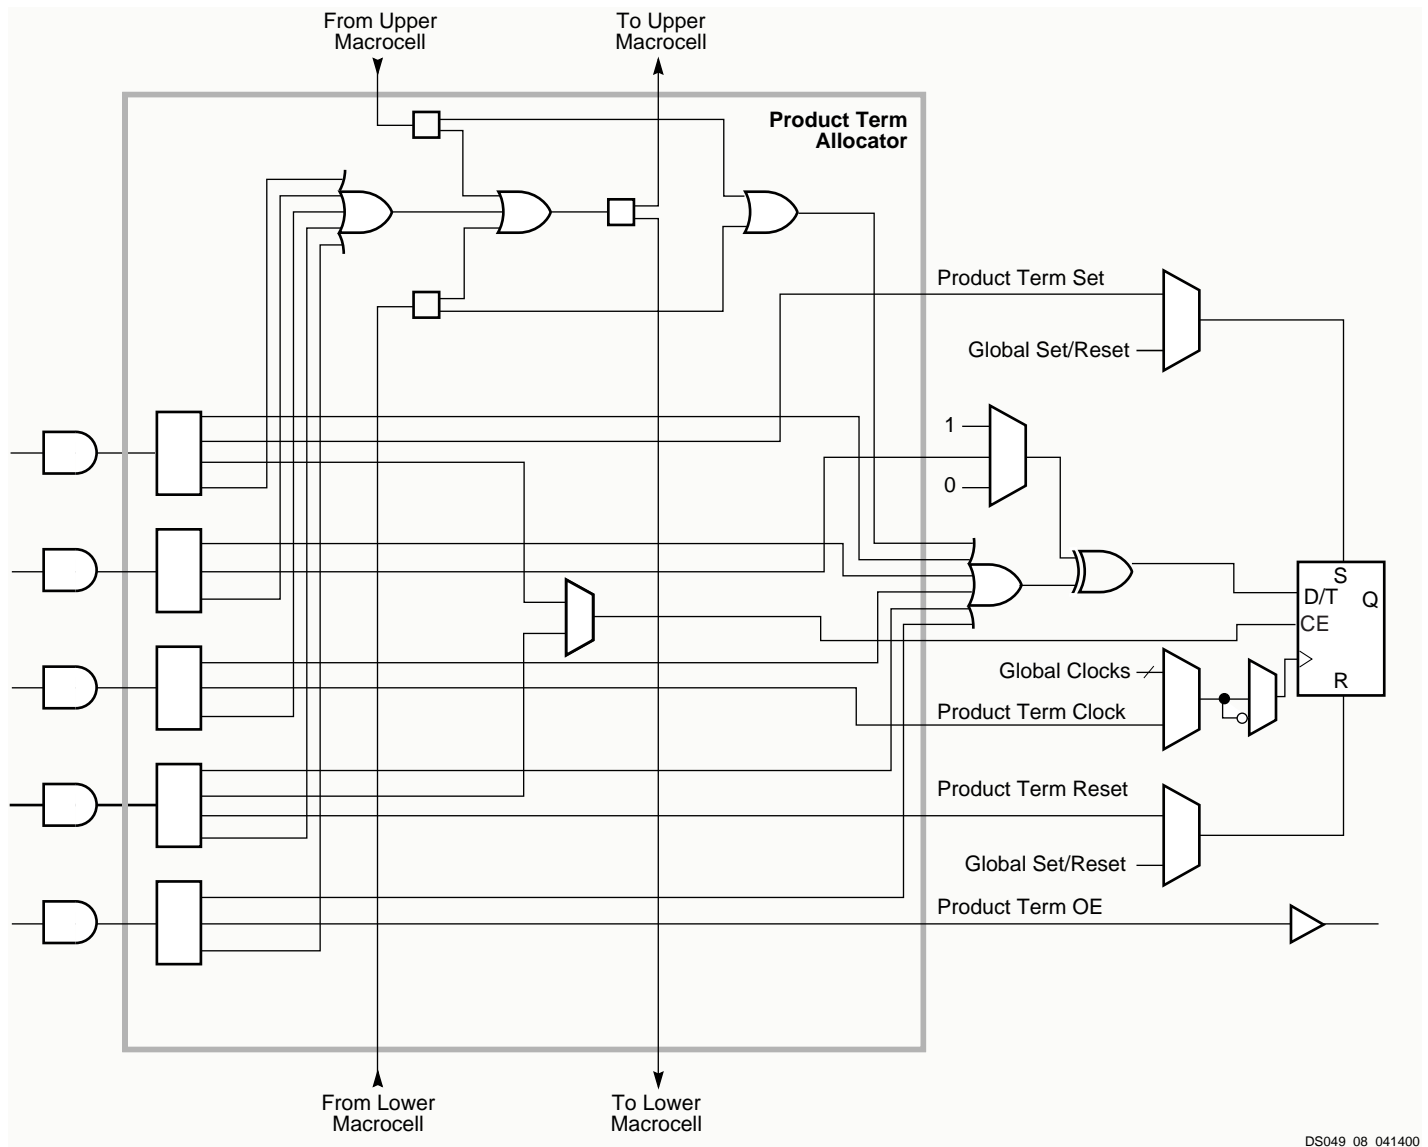 From Upper
Macrocell
To Upper
Macrocell
Product Term
Allocator
Product Term Set
Global Set/Reset
1
0
S
D/T
Q
CE
R
Global Clocks
Product Term Clock
Product Term Reset
Global Set/Reset
Product Term OE
From Lower
Macrocell
To Lower
Macrocell
DS049_08_041400